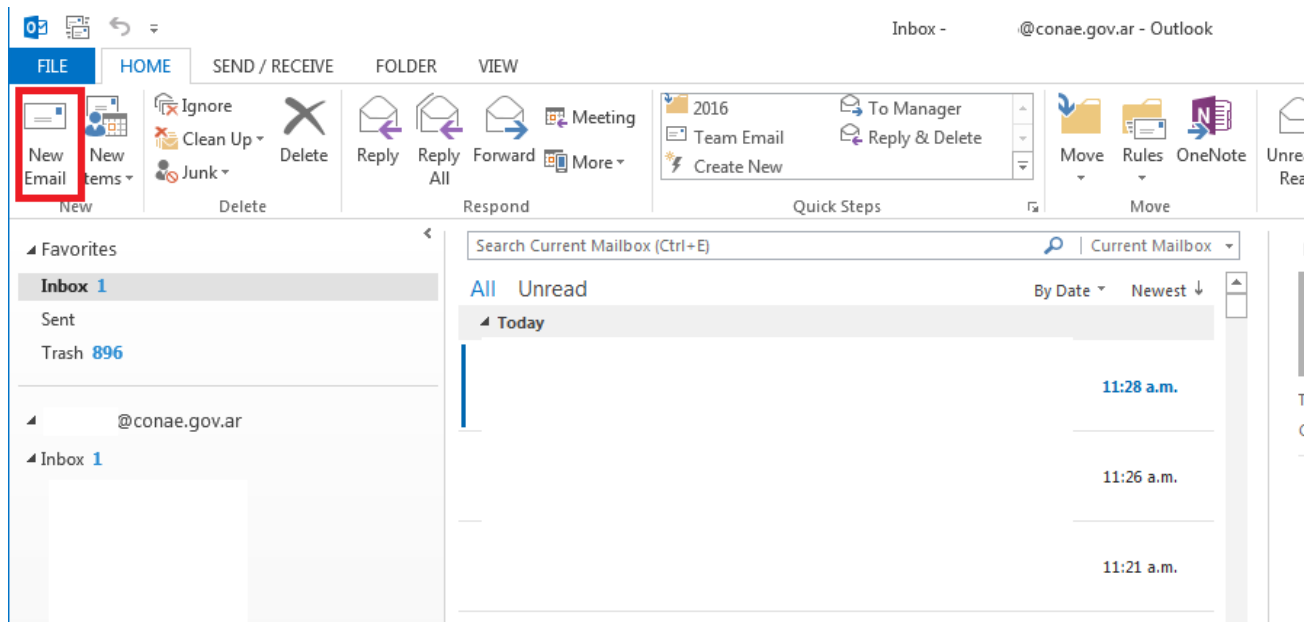 Inbox - @conae.gov.ar - Outlook
FILE HOME SEND / RECEIVE FOLDER VIEW
New Email
New Items
Ignore
Clean Up
Junk
Delete
Reply
Reply All
Forward
Meeting
More
2016
Team Email
Create New
To Manager
Reply & Delete
Move
Rules
OneNote
New Delete Respond Quick Steps Move
Favorites
Inbox 1
Sent
Trash 896
@conae.gov.ar
Inbox 1
Search Current Mailbox (Ctrl+E) Current Mailbox
All Unread By Date Newest
Today
11:28 a.m.
11:26 a.m.
11:21 a.m.